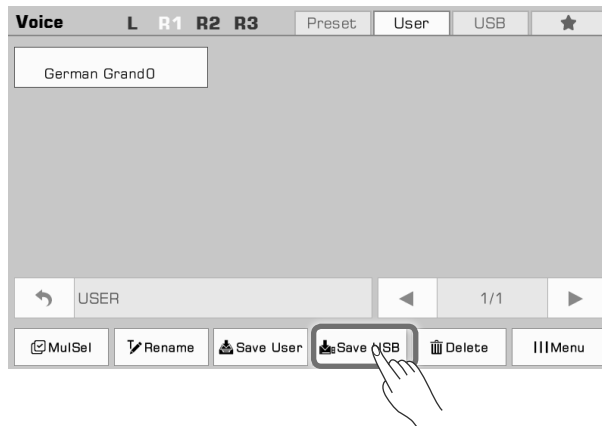 Voice L R1 R2 R3 Preset User USB
German Grand0
USER 1/1
MulSel Rename Save User Save USB Delete Menu